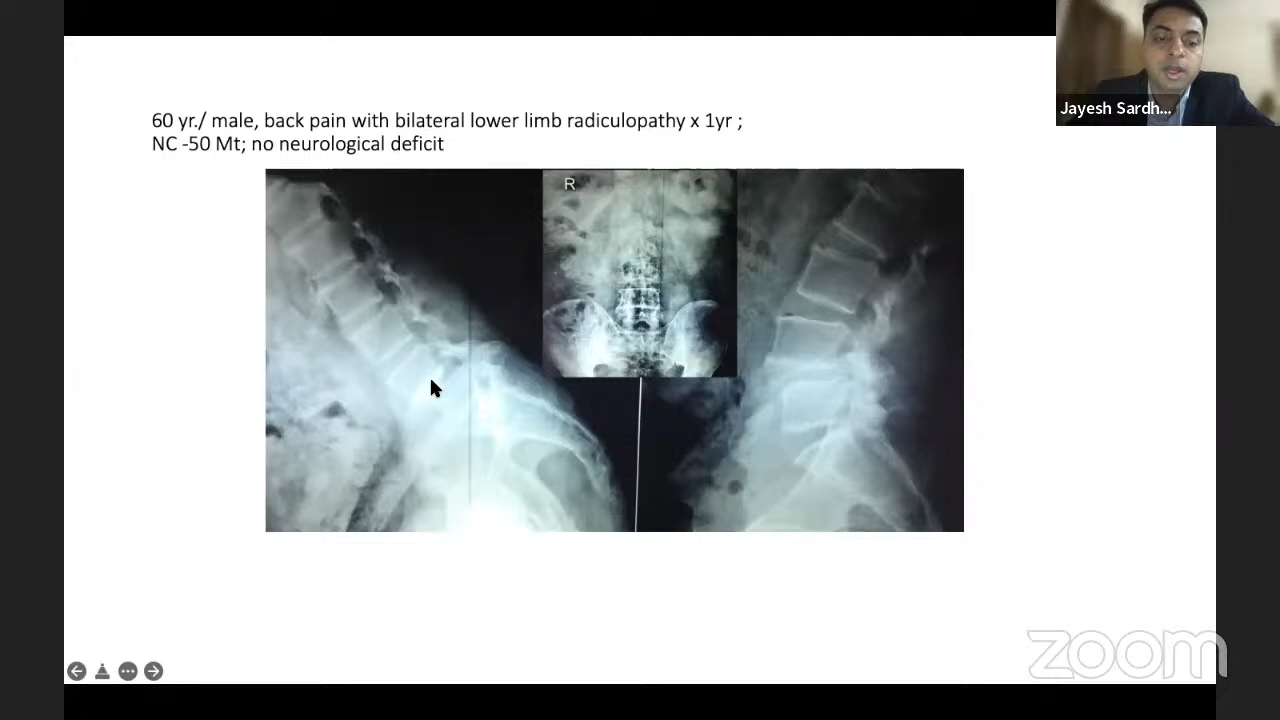 60 yr./ male, back pain with bilateral lower limb radiculopathy x 1yr ;
NC -50 Mt; no neurological deficit
R
Jayesh Sardh...
zoom